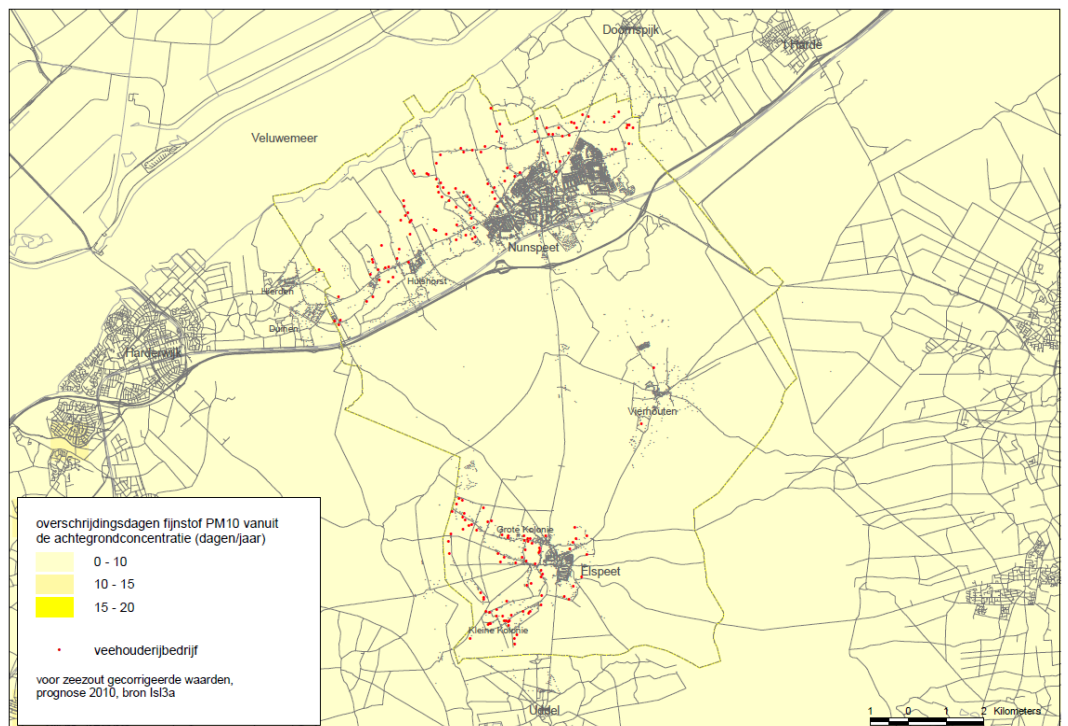 Doornspijk
't Harde
Veluwemeer
Nunspeet
Hulshorst
Hierden
Duinen
Harderwijk
Vierhouten
Grote Kolonie
Elspeet
Kleine Kolonie
Uddel
overschrijdingsdagen fijnstof PM10 vanuit
de achtegrondconcentratie (dagen/jaar)
0 - 10
10 - 15
15 - 20
veehouderijbedrijf
voor zeezout gecorrigeerde waarden,
prognose 2010, bron Isl3a
1 0 1 2 Kilometers